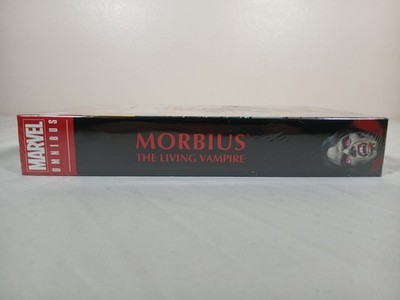 MARVEL
OMNIBUS
MORBIUS
THE LIVING VAMPIRE